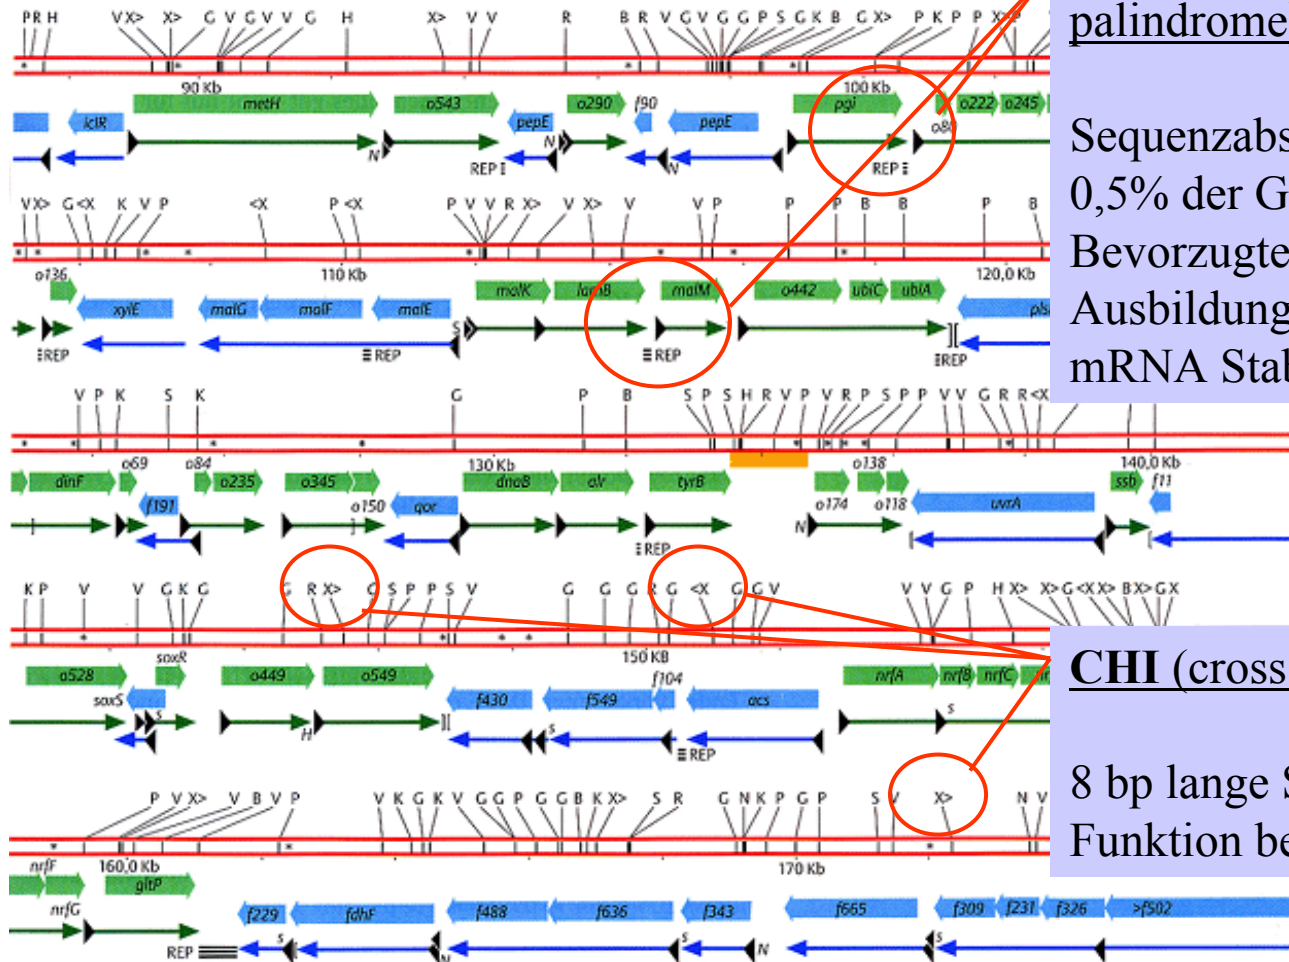 P R H V X> X> G V G V V G H X> V V R B R V G V G G P S G K B G X> P K P P X> P
90 Kb 100 Kb
metH o543 o290 f90 pgi o222 o245
iclR pepE pepE o80
N N N
REP REP
V X> G <X K V P <X P <X P V V R X> V X> V V P P P B B P B
o136 110 Kb 120,0 Kb
malK lamB malM o442 ubiC ubiA
xylE malG malF malE pls
S
REP REP REP REP
V P K S K G P B S P S H R V P V R P S P P V V G R R <X
o69 o84 130 Kb o138 140,0 Kb
dinF o235 o345 dnaB alr tyrB ssb f11
f191 o150 qor o174 o118 uvrA
N
REP
K P V V G K G G R X> G S P P S V G G G R G <X G G V V V G P H X> X> G <X X> B X> G X
soxR 150 KB f104
o528 o449 o549 nrfA nrfB nrfC
soxS f430 f549 acs
s H s s
REP
P V X> V B V P V K G K V G G P G G B K X> S R G N K P G P S V X> N V
nrfF 160,0 Kb 170 Kb
gltP
nrfG f229 fdhF f488 f636 f343 f665 f309 f231 f326 >f502
s N s N s
REP
palindrome
Sequenzabs
0,5% der G
Bevorzugte
Ausbildung
mRNA Stab
CHI (cross
8 bp lange S
Funktion be